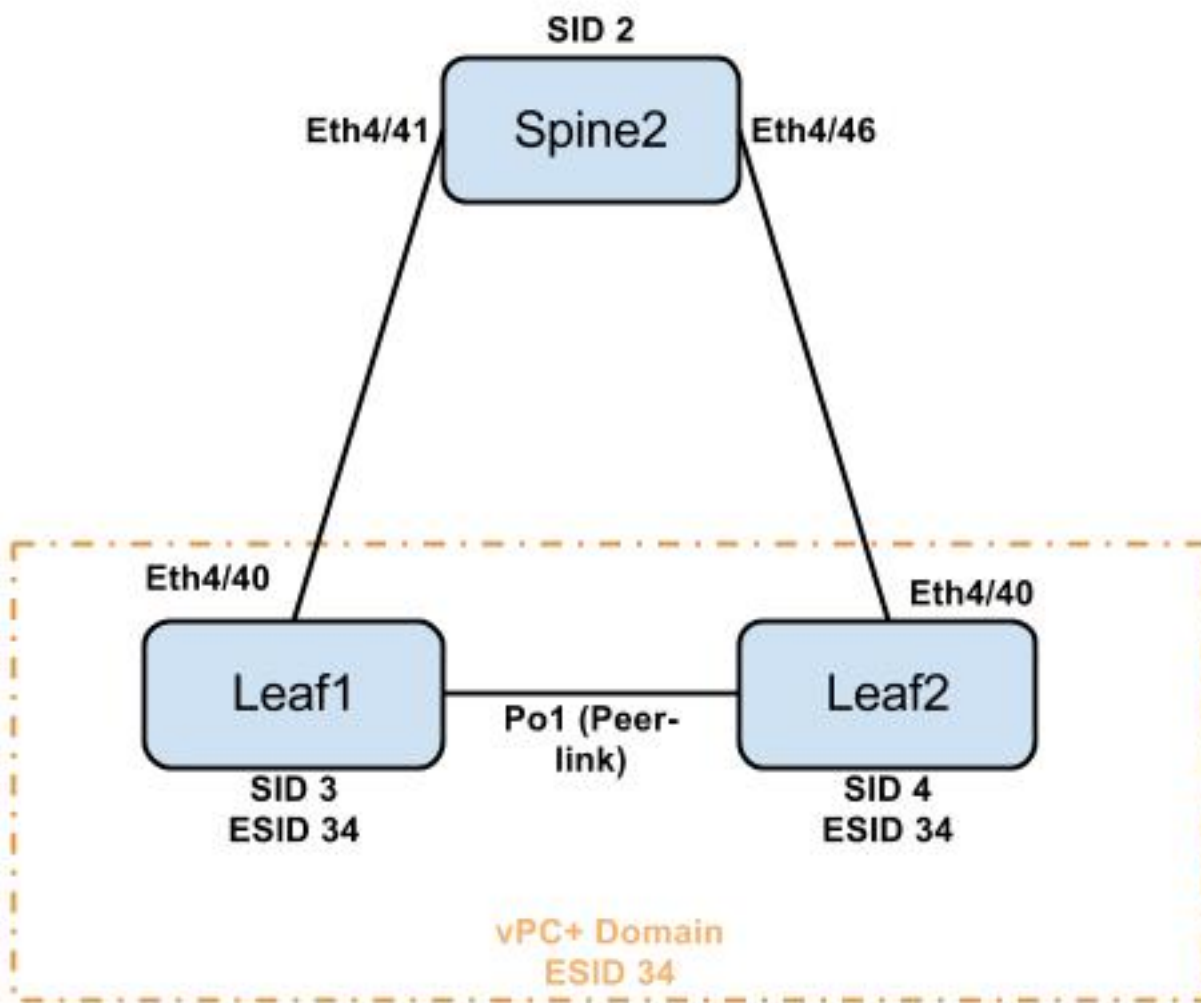 SID 2
Eth4/41
Spine2
Eth4/46
Eth4/40
Eth4/40
Leaf1
Leaf2
Po1 (Peer-
link)
SID 3
ESID 34
SID 4
ESID 34
vPC+ Domain
ESID 34